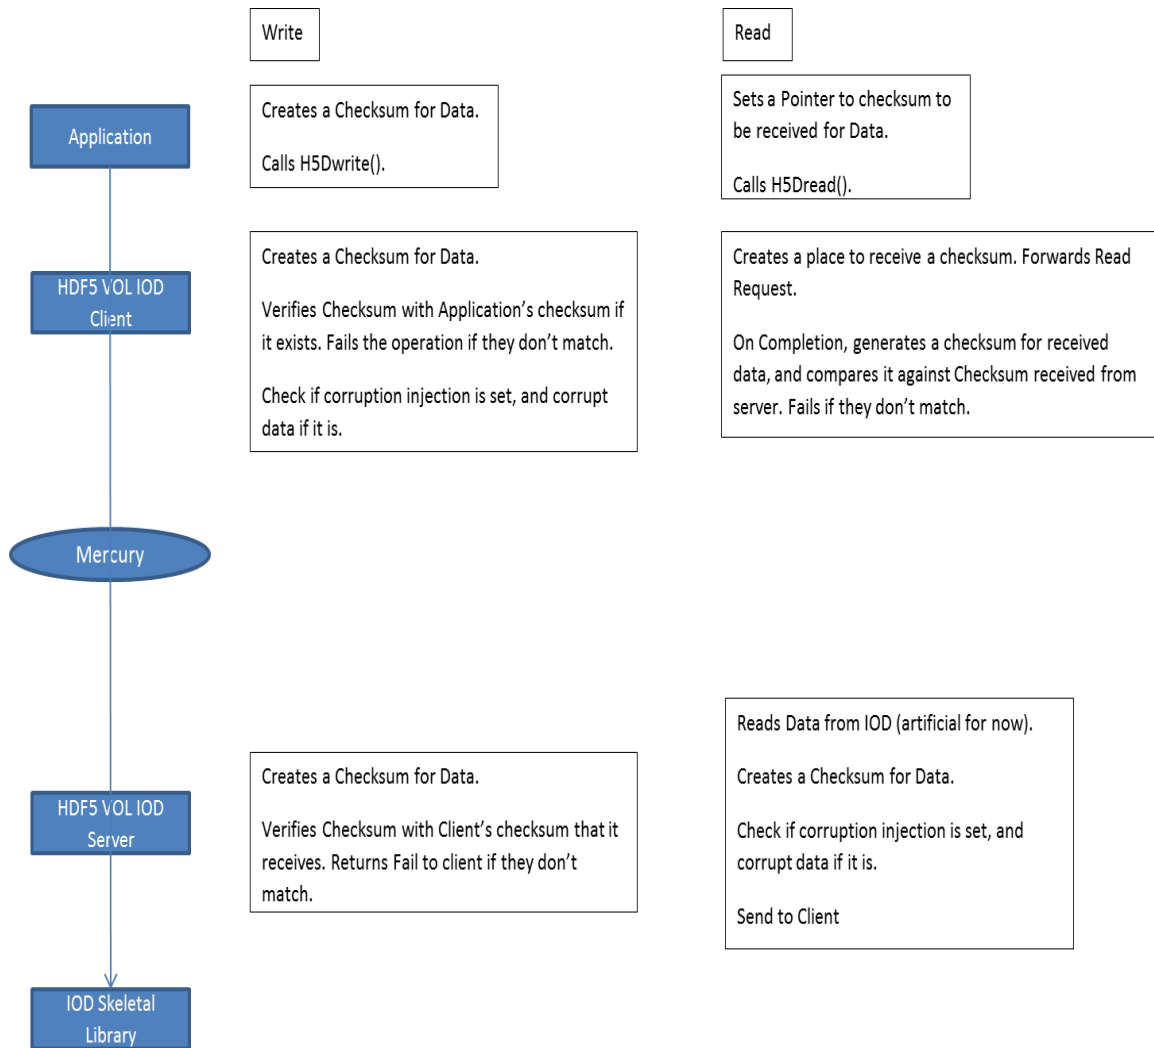 Write
Read
Application
Creates a Checksum for Data.
Calls H5Dwrite().
Sets a Pointer to checksum to
be received for Data.
Calls H5Dread().
HDF5 VOL IOD
Client
Creates a Checksum for Data.
Verifies Checksum with Application's checksum if
it exists. Fails the operation if they don't match.
Check if corruption injection is set, and corrupt
data if it is.
Creates a place to receive a checksum. Forwards Read
Request.
On Completion, generates a checksum for received
data, and compares it against Checksum received from
server. Fails if they don't match.
Mercury
HDF5 VOL IOD
Server
Creates a Checksum for Data.
Verifies Checksum with Client's checksum that it
receives. Returns Fail to client if they don't
match.
Reads Data from IOD (artificial for now).
Creates a Checksum for Data.
Check if corruption injection is set, and
corrupt data if it is.
Send to Client
IOD Skeletal
Library